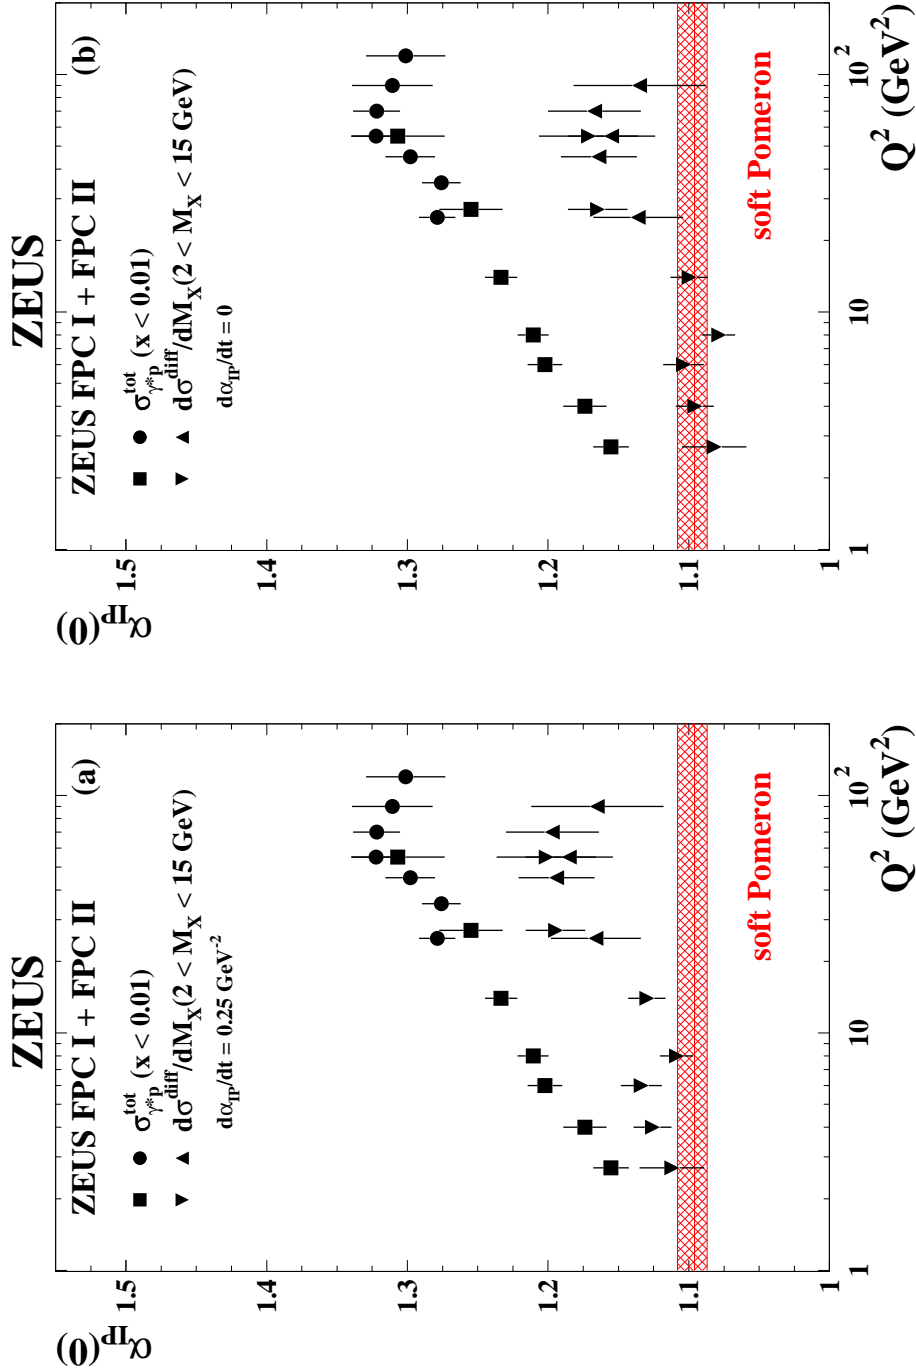 ZEUS
ZEUS FPC I + FPC II
(a)
σ^tot_γ*p (x < 0.01)
dσ^diff/dM_X(2 < M_X < 15 GeV)
dα_IP/dt = 0.25 GeV^-2
α_IP(0)
1.5
1.4
1.3
1.2
1.1
1
soft Pomeron
1
10
10^2
Q^2 (GeV^2)
ZEUS
ZEUS FPC I + FPC II
(b)
σ^tot_γ*p (x < 0.01)
dσ^diff/dM_X(2 < M_X < 15 GeV)
dα_IP/dt = 0
α_IP(0)
1.5
1.4
1.3
1.2
1.1
1
soft Pomeron
1
10
10^2
Q^2 (GeV^2)